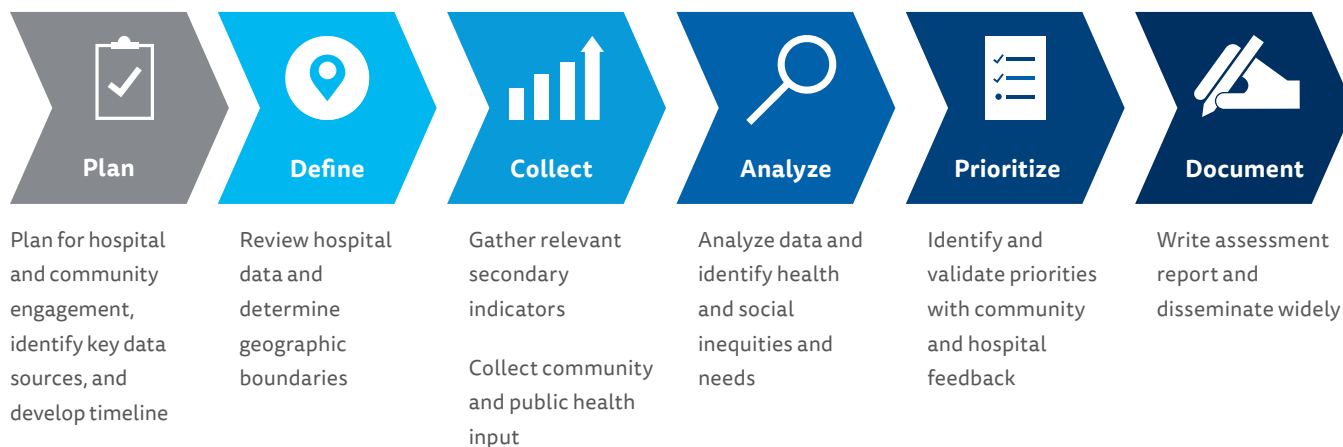 Plan
Define
Collect
Analyze
Prioritize
Document
Plan for hospital
and community
engagement,
identify key data
sources, and
develop timeline
Review hospital
data and
determine
geographic
boundaries
Gather relevant
secondary
indicators
Collect community
and public health
input
Analyze data and
identify health
and social
inequities and
needs
Identify and
validate priorities
with community
and hospital
feedback
Write assessment
report and
disseminate widely